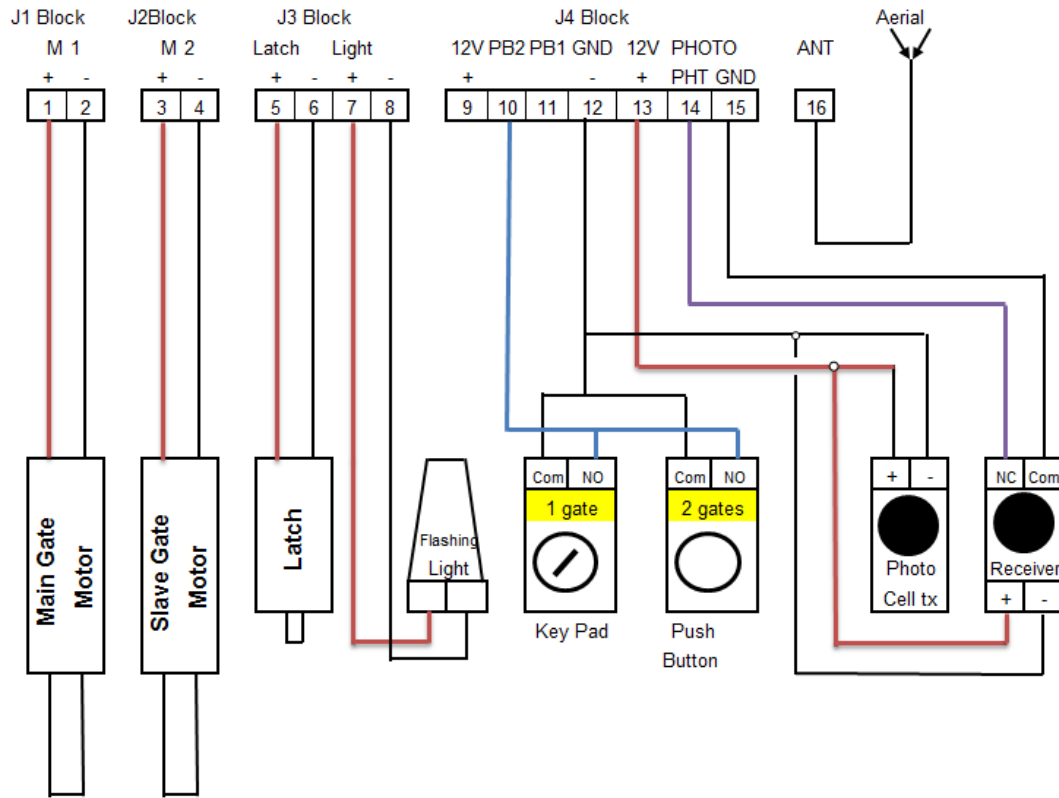 J1 Block J2Block J3 Block J4 Block Aerial
M 1 M 2 Latch Light 12V PB2 PB1 GND 12V PHOTO ANT
+ - + - + - + - + - + PHT GND
1 2 3 4 5 6 7 8 9 10 11 12 13 14 15 16
Com NO Com NO + - NC Com
1 gate 2 gates
Main Gate
Motor
Slave Gate
Motor
Latch
Flashing
Light
Photo
Cell tx
Receiver
+ -
Key Pad
Push
Button